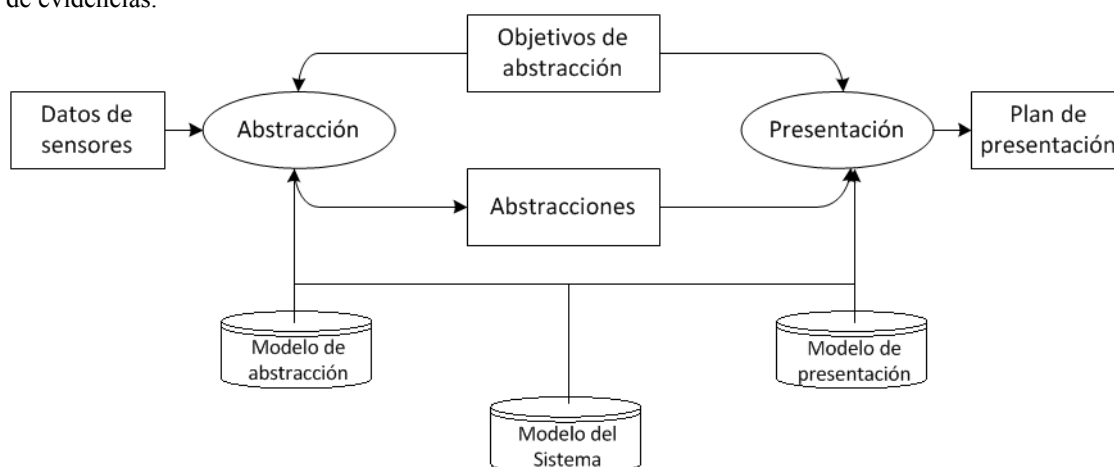 de evidencias.
Objetivos de
abstracción
Datos de
sensores
Abstracción
Presentación
Plan de
presentación
Abstracciones
Modelo de
abstracción
Modelo de
presentación
Modelo del
Sistema